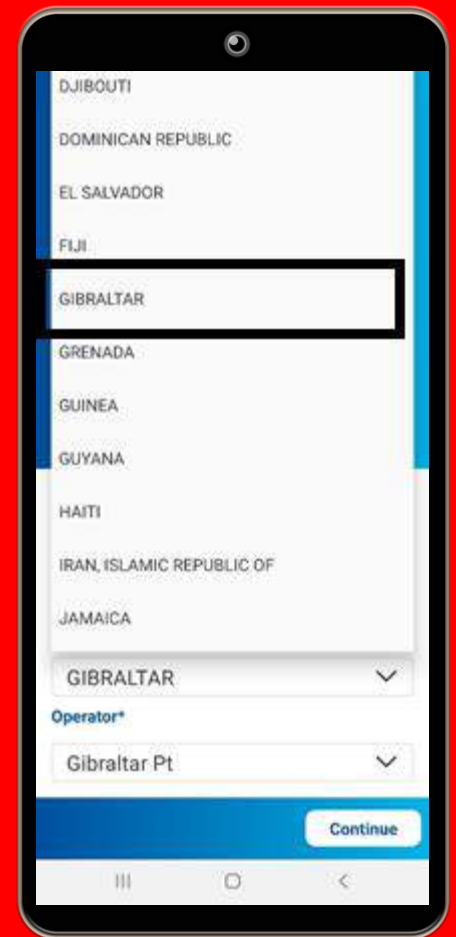 DJIBOUTI
DOMINICAN REPUBLIC
EL SALVADOR
FIJI
GIBRALTAR
GRENADA
GUINEA
GUYANA
HAITI
IRAN, ISLAMIC REPUBLIC OF
JAMAICA
GIBRALTAR
Operator*
Gibraltar Pt
Continue